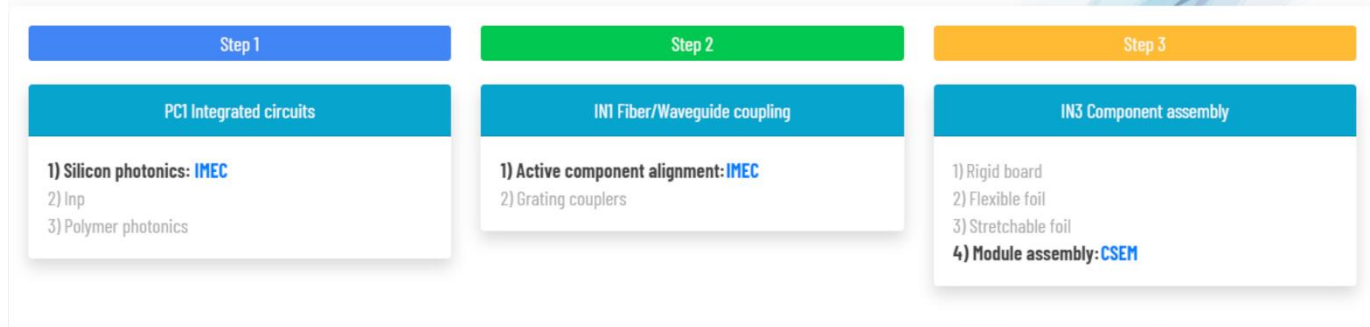 Step 1
Step 2
Step 3
PC1 Integrated circuits
1) Silicon photonics: IMEC
2) Inp
3) Polymer photonics
IN1 Fiber/Waveguide coupling
1) Active component alignment: IMEC
2) Grating couplers
IN3 Component assembly
1) Rigid board
2) Flexible foil
3) Stretchable foil
4) Module assembly: CSEM